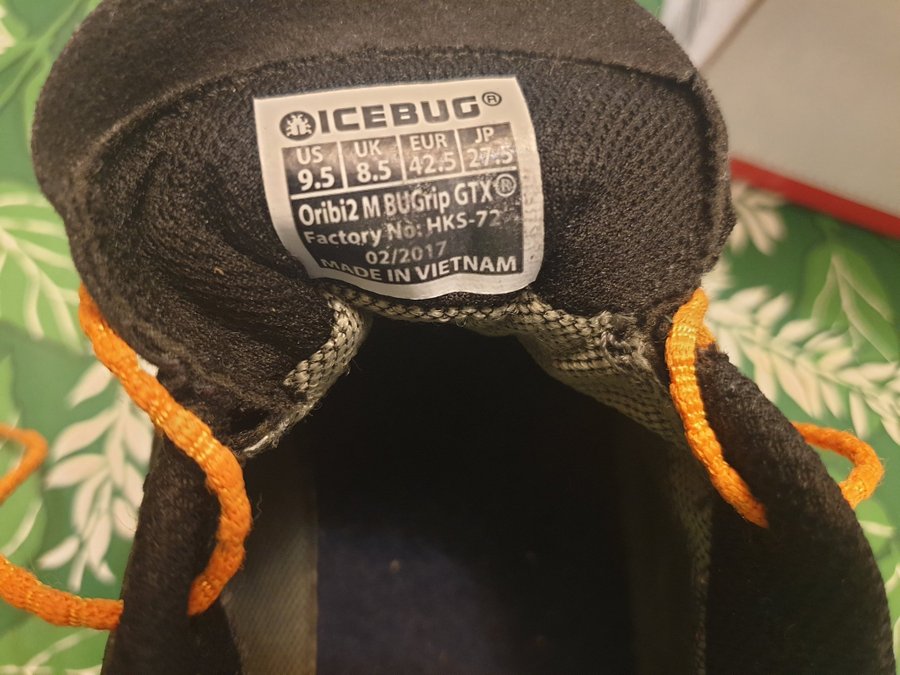 ICEBUG®
US UK EUR JP
9.5 8.5 42.5 27.5
Oribi2 M BUGrip GTX®
Factory No: HKS-72
02/2017
MADE IN VIETNAM